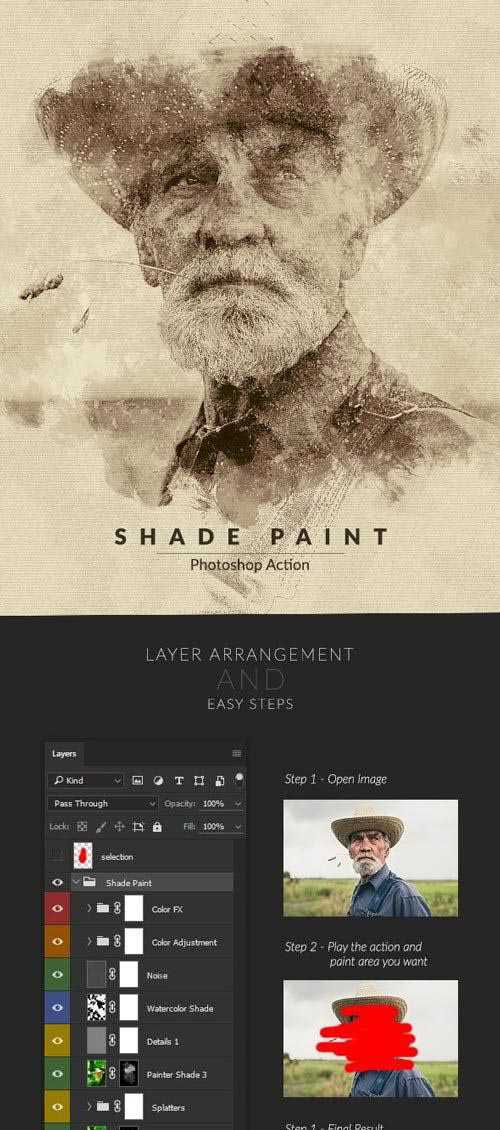 SHADE PAINT
Photoshop Action
LAYER ARRANGEMENT
AND
EASY STEPS
Layers
Kind
Pass Through
Opacity: 100%
Lock:
Fill: 100%
selection
Shade Paint
Color FX
Color Adjustment
Noise
Watercolor Shade
Details 1
Painter Shade 3
Splatters
Step 1 - Open Image
Step 2 - Play the action and
paint area you want
Step 1 - Final Result